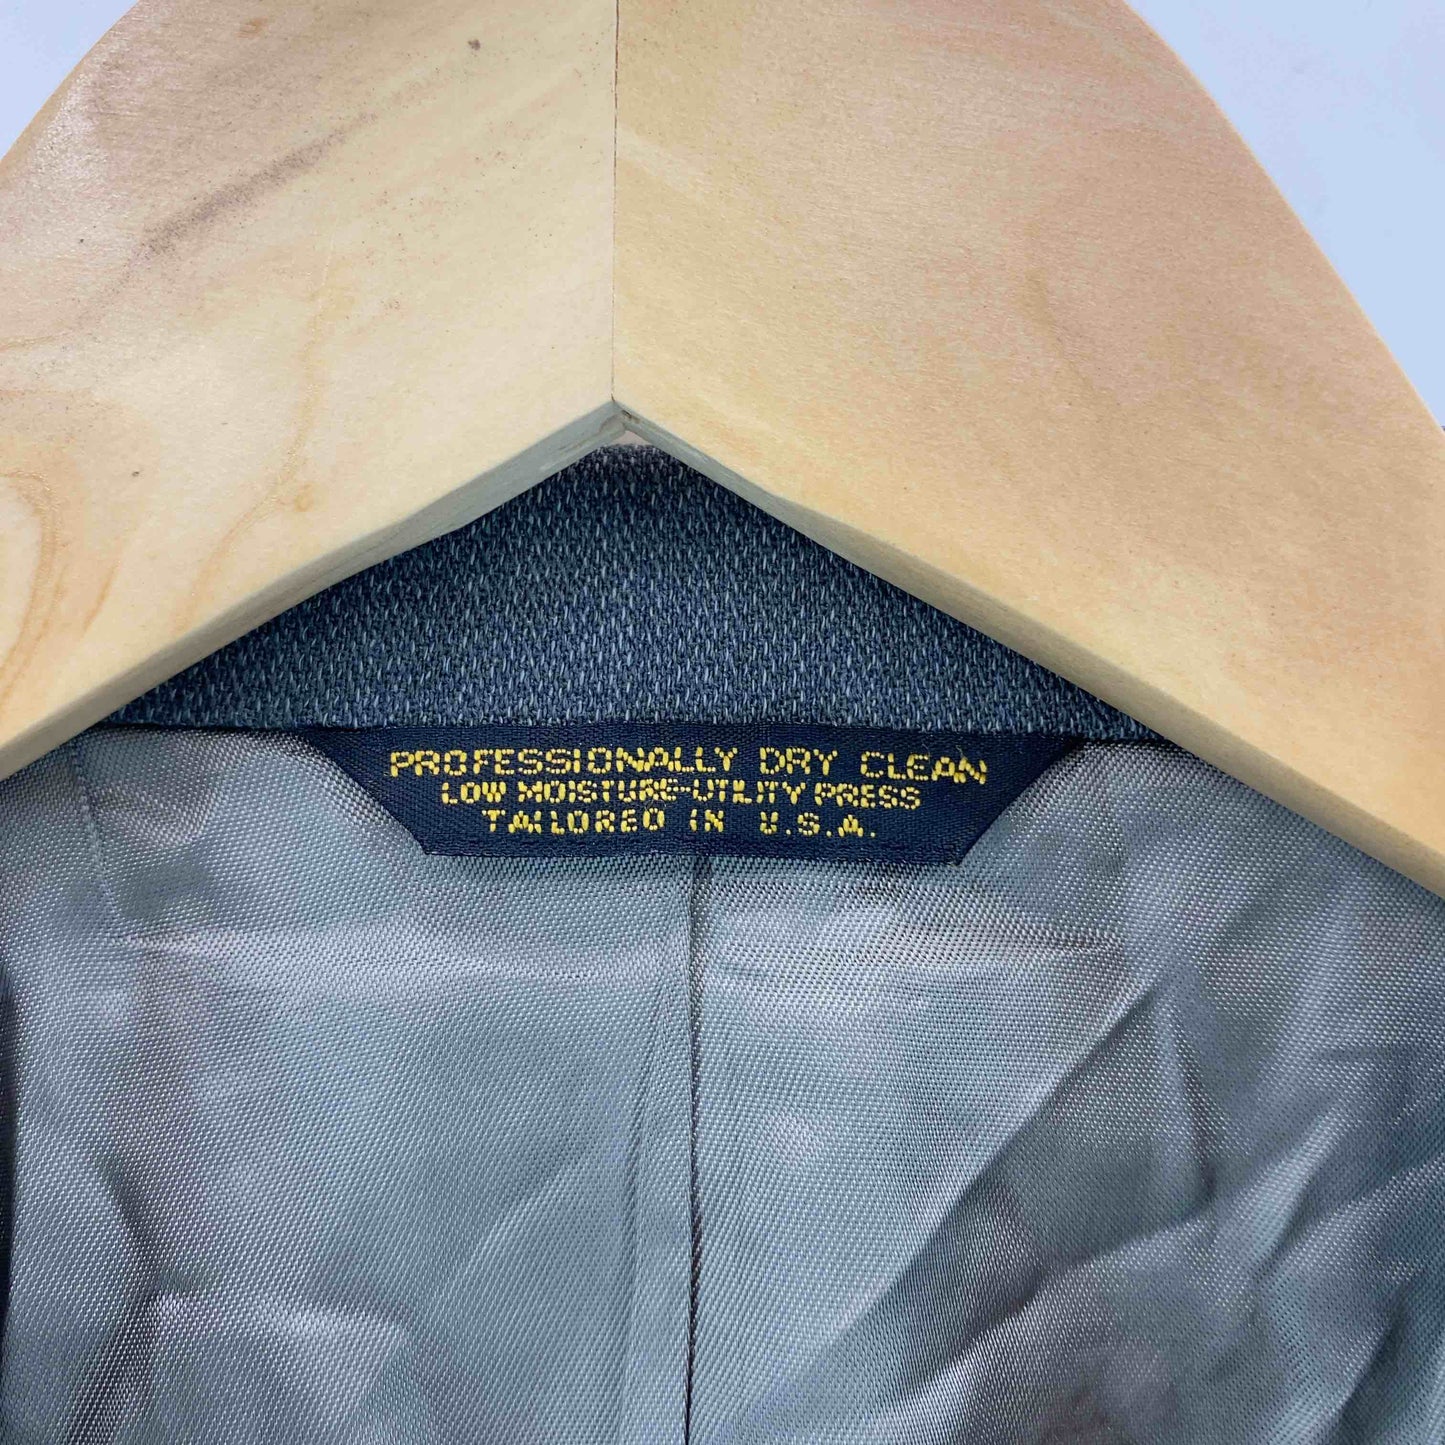 PROFESSIONALLY DRY CLEAN
LOW MOISTURE-UTILITY PRESS
TAILORED IN U.S.A.